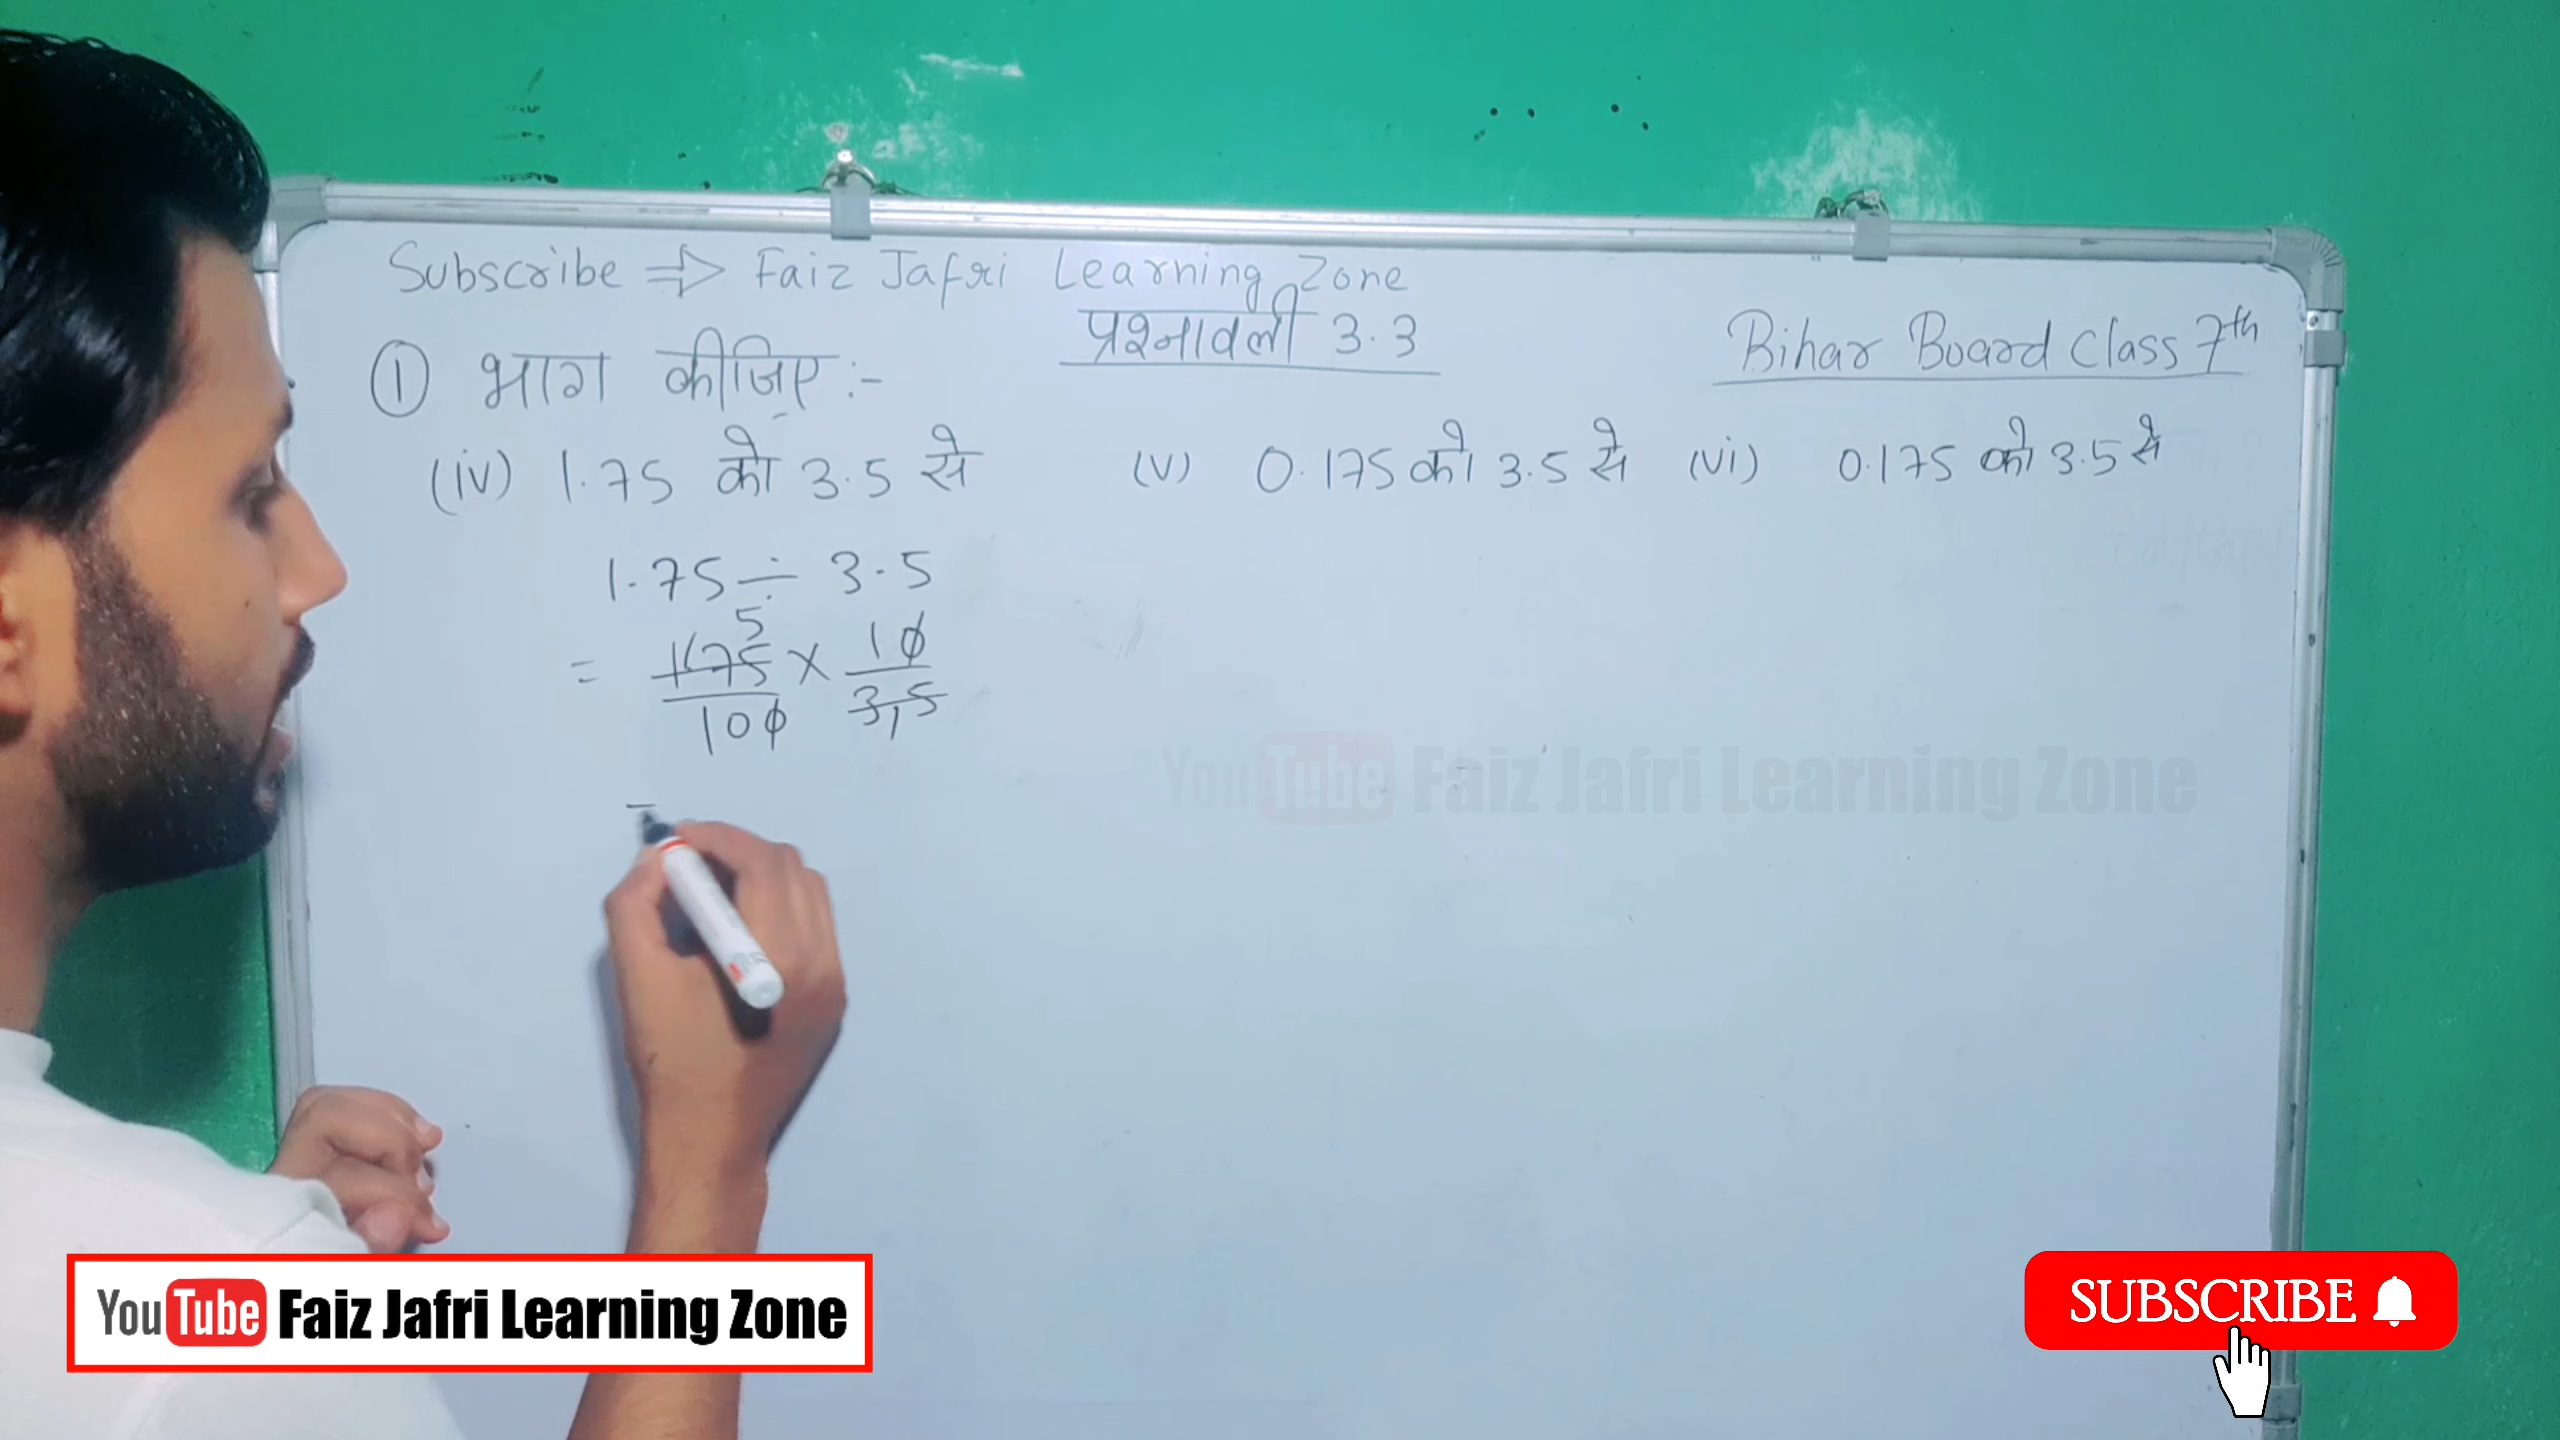 Subscribe ⇒ Faiz Jafri Learning Zone
प्रश्नावली 3.3
Bihar Board Class 7th
① भाग कीजिए :-
(iv) 1.75 को 3.5 से
(v) 0.175 को 3.5 से
(vi) 0.175 को 3.5 से
1.75 ÷ 3.5
5
= 175/100 × 10/35
1
=
YouTube Faiz Jafri Learning Zone
YouTube Faiz Jafri Learning Zone
SUBSCRIBE